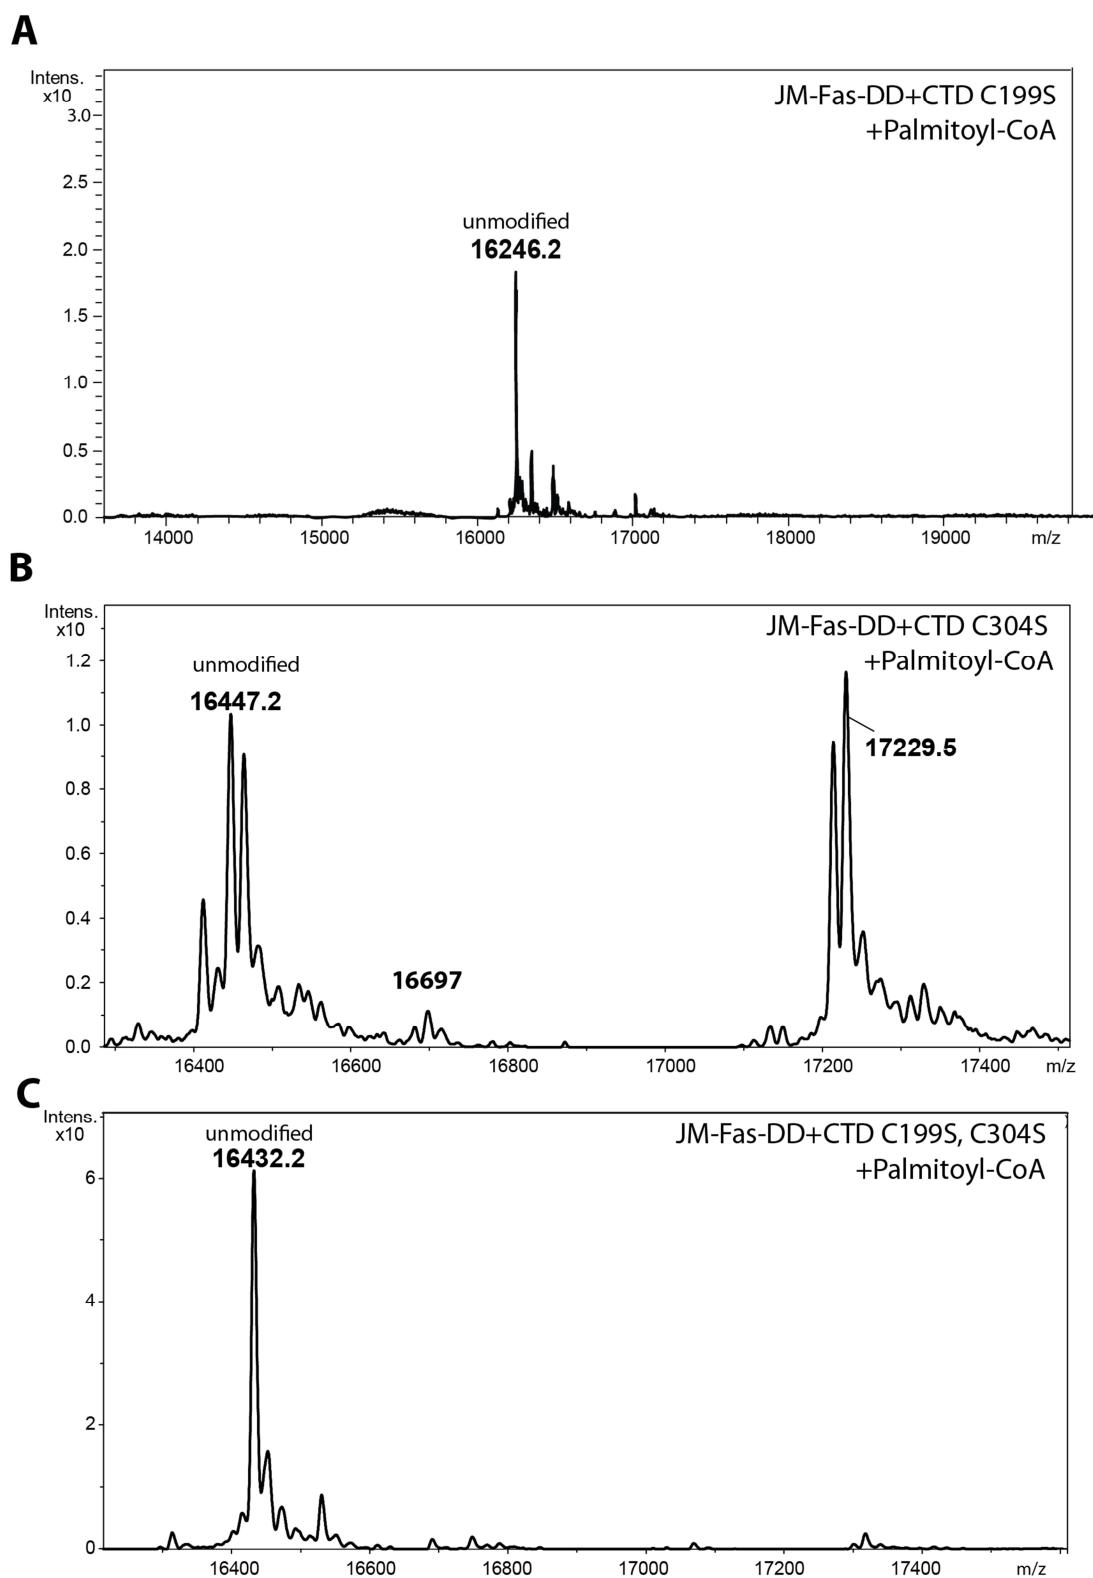 A
Intens.
x10
JM-Fas-DD+CTD C199S
+Palmitoyl-CoA
3.0
2.5
unmodified
16246.2
2.0
1.5
1.0
0.5
0.0
14000 15000 16000 17000 18000 19000 m/z
B
Intens.
x10
JM-Fas-DD+CTD C304S
+Palmitoyl-CoA
1.2
unmodified
16447.2
1.0
17229.5
0.8
0.6
0.4
16697
0.2
0.0
16400 16600 16800 17000 17200 17400 m/z
C
Intens.
x10
JM-Fas-DD+CTD C199S, C304S
+Palmitoyl-CoA
unmodified
16432.2
6
4
2
0
16400 16600 16800 17000 17200 17400 m/z